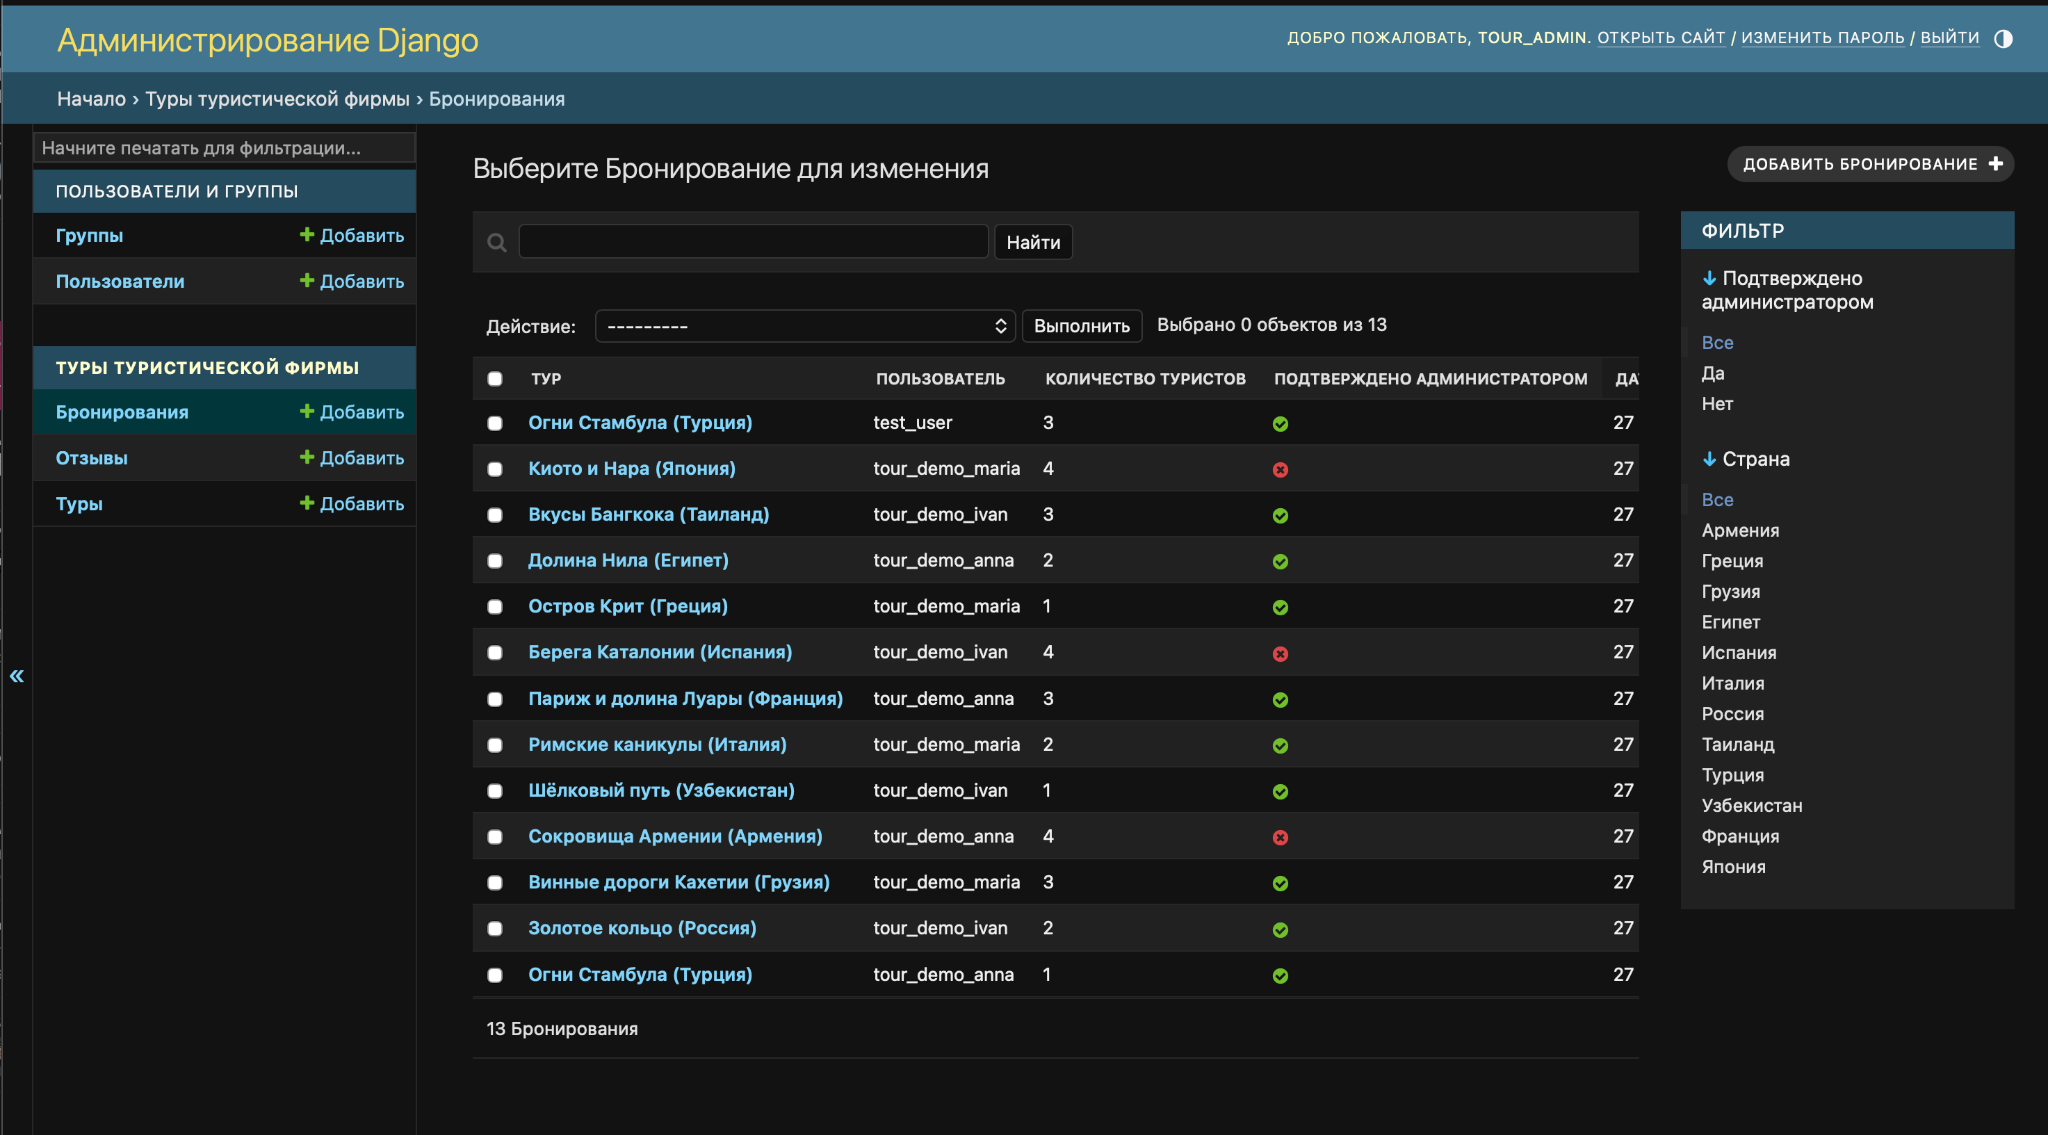 Администрирование Django
ДОБРО ПОЖАЛОВАТЬ, TOUR_ADMIN. ОТКРЫТЬ САЙТ / ИЗМЕНИТЬ ПАРОЛЬ / ВЫЙТИ
Начало › Туры туристической фирмы › Бронирования
Начните печатать для фильтрации...
ПОЛЬЗОВАТЕЛИ И ГРУППЫ
Группы + Добавить
Пользователи + Добавить
ТУРЫ ТУРИСТИЧЕСКОЙ ФИРМЫ
Бронирования + Добавить
Отзывы + Добавить
Туры + Добавить
«
Выберите Бронирование для изменения
ДОБАВИТЬ БРОНИРОВАНИЕ +
Найти
Действие: --------- Выполнить Выбрано 0 объектов из 13
ТУР ПОЛЬЗОВАТЕЛЬ КОЛИЧЕСТВО ТУРИСТОВ ПОДТВЕРЖДЕНО АДМИНИСТРАТОРОМ
Огни Стамбула (Турция) test_user 3 27
Киото и Нара (Япония) tour_demo_maria 4 27
Вкусы Бангкока (Таиланд) tour_demo_ivan 3 27
Долина Нила (Египет) tour_demo_anna 2 27
Остров Крит (Греция) tour_demo_maria 1 27
Берега Каталонии (Испания) tour_demo_ivan 4 27
Париж и долина Луары (Франция) tour_demo_anna 3 27
Римские каникулы (Италия) tour_demo_maria 2 27
Шёлковый путь (Узбекистан) tour_demo_ivan 1 27
Сокровища Армении (Армения) tour_demo_anna 4 27
Винные дороги Кахетии (Грузия) tour_demo_maria 3 27
Золотое кольцо (Россия) tour_demo_ivan 2 27
Огни Стамбула (Турция) tour_demo_anna 1 27
13 Бронирования
ФИЛЬТР
↓ Подтверждено
администратором
Все
Да
Нет
↓ Страна
Все
Армения
Греция
Грузия
Египет
Испания
Италия
Россия
Таиланд
Турция
Узбекистан
Франция
Япония